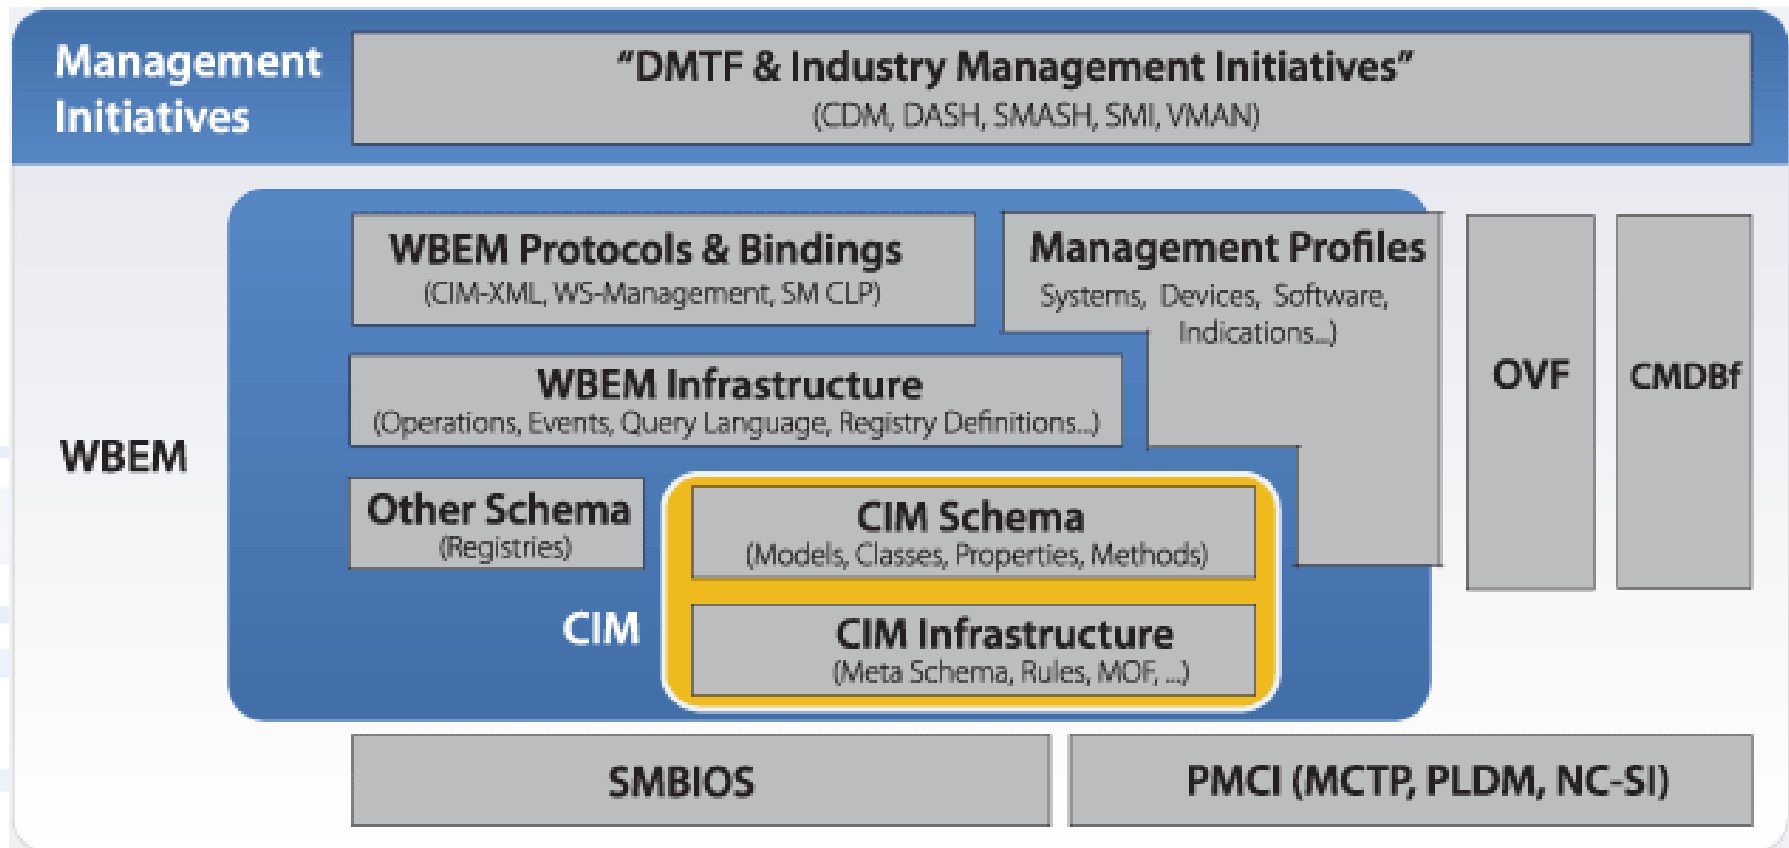 Management
Initiatives
“DMTF & Industry Management Initiatives”
(CDM, DASH, SMASH, SMI, VMAN)
WBEM
WBEM Protocols & Bindings
(CIM-XML, WS-Management, SM CLP)
Management Profiles
Systems, Devices, Software,
Indications...)
WBEM Infrastructure
(Operations, Events, Query Language, Registry Definitions...)
Other Schema
(Registries)
CIM
CIM Schema
(Models, Classes, Properties, Methods)
CIM Infrastructure
(Meta Schema, Rules, MOF, ...)
OVF
CMDBf
SMBIOS
PMCI (MCTP, PLDM, NC-SI)